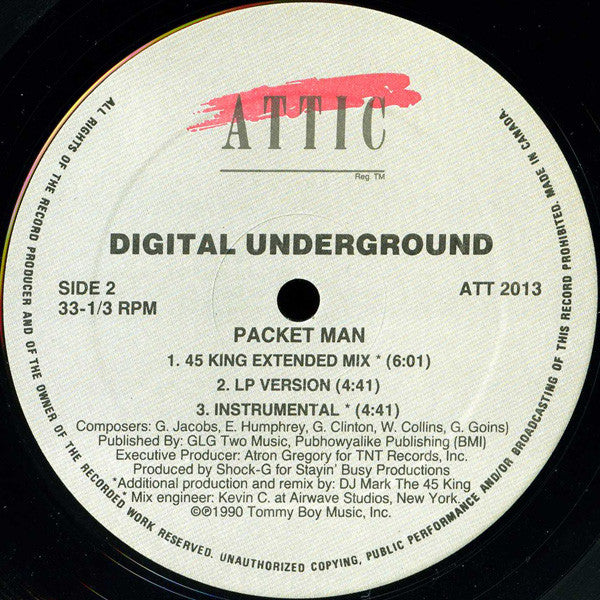 ATTIC
Reg. TM
DIGITAL UNDERGROUND
SIDE 2
33-1/3 RPM
ATT 2013
PACKET MAN
1. 45 KING EXTENDED MIX * (6:01)
2. LP VERSION (4:41)
3. INSTRUMENTAL * (4:41)
Composers: G. Jacobs, E. Humphrey, G. Clinton, W. Collins, G. Goins)
Published By: GLG Two Music, Pubhowyalike Publishing (BMI)
Executive Producer: Atron Gregory for TNT Records, Inc.
Produced by Shock-G for Stayin' Busy Productions
*Additional production and remix by: DJ Mark The 45 King
* Mix engineer: Kevin C. at Airwave Studios, New York.
©℗1990 Tommy Boy Music, Inc.
ALL RIGHTS OF THE RECORD PRODUCER AND OF THE OWNER OF THE RECORDED WORK RESERVED. UNAUTHORIZED COPYING, PUBLIC PERFORMANCE AND/OR BROADCASTING OF THIS RECORD PROHIBITED. MADE IN CANADA.